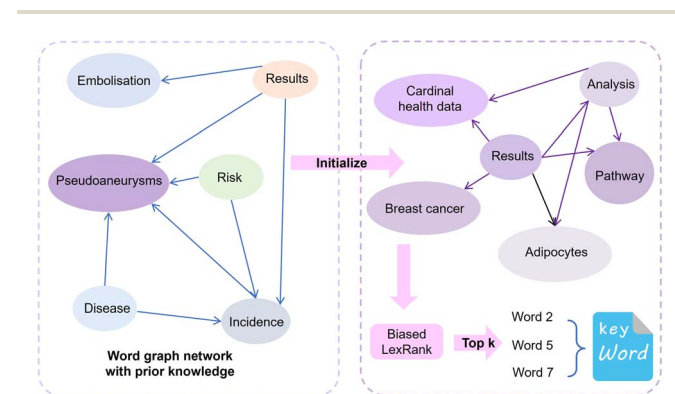 Embolisation
Results
Pseudoaneurysms
Risk
Disease
Incidence
Word graph network
with prior knowledge
Initialize
Cardinal
health data
Analysis
Results
Pathway
Breast cancer
Adipocytes
Biased
LexRank
Top k
Word 2
Word 5
Word 7
key
Word